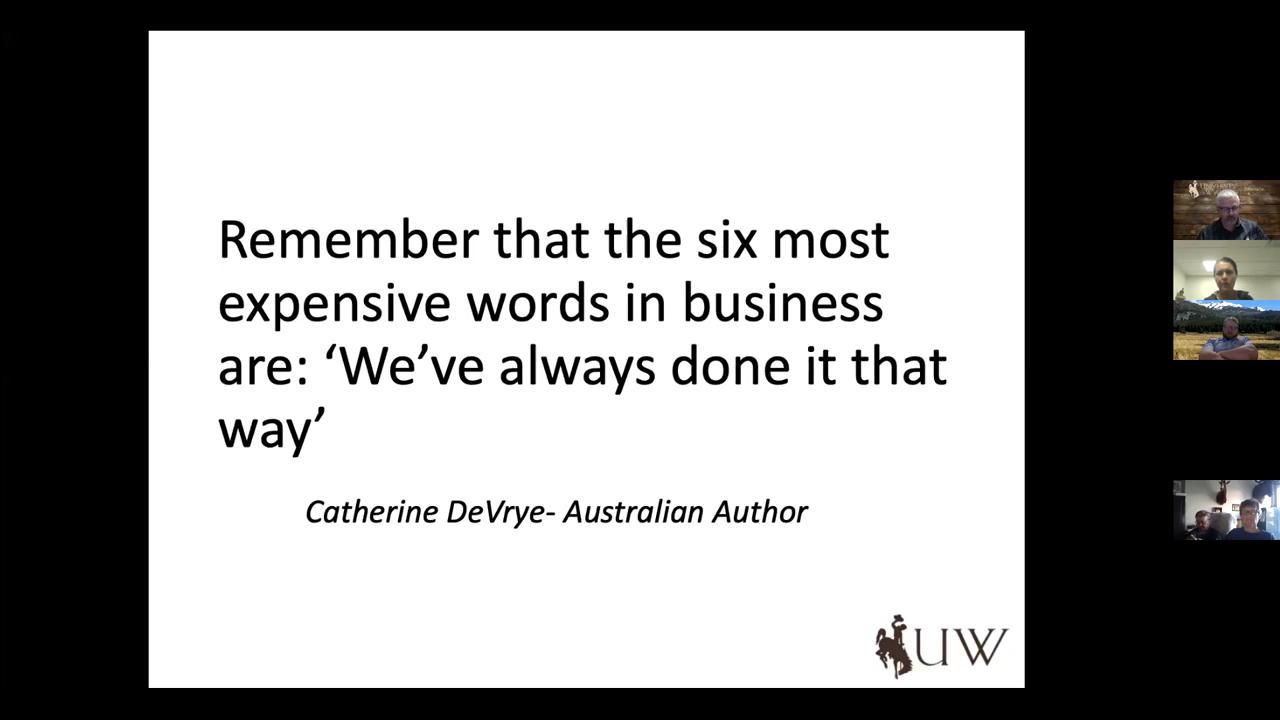 Remember that the six most
expensive words in business
are: ‘We’ve always done it that
way’
Catherine DeVrye- Australian Author
UW